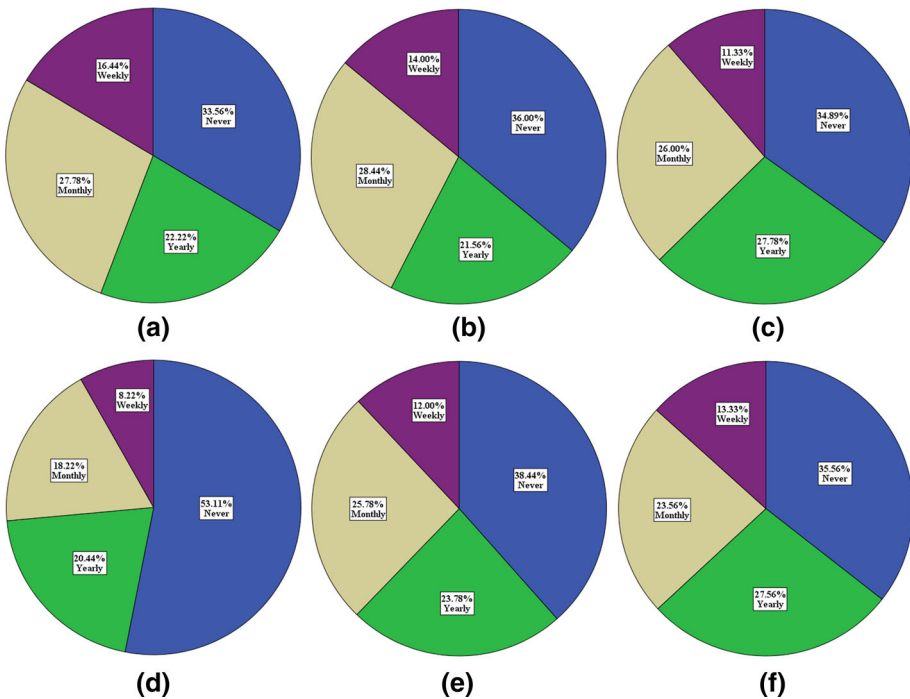 16.44%
Weekly
33.56%
Never
27.78%
Monthly
22.22%
Yearly
(a)
14.00%
Weekly
36.00%
Never
28.44%
Monthly
21.56%
Yearly
(b)
11.33%
Weekly
34.89%
Never
26.00%
Monthly
27.78%
Yearly
(c)
8.22%
Weekly
18.22%
Monthly
53.11%
Never
20.44%
Yearly
(d)
12.00%
Weekly
38.44%
Never
25.78%
Monthly
23.78%
Yearly
(e)
13.33%
Weekly
35.56%
Never
23.56%
Monthly
27.56%
Yearly
(f)